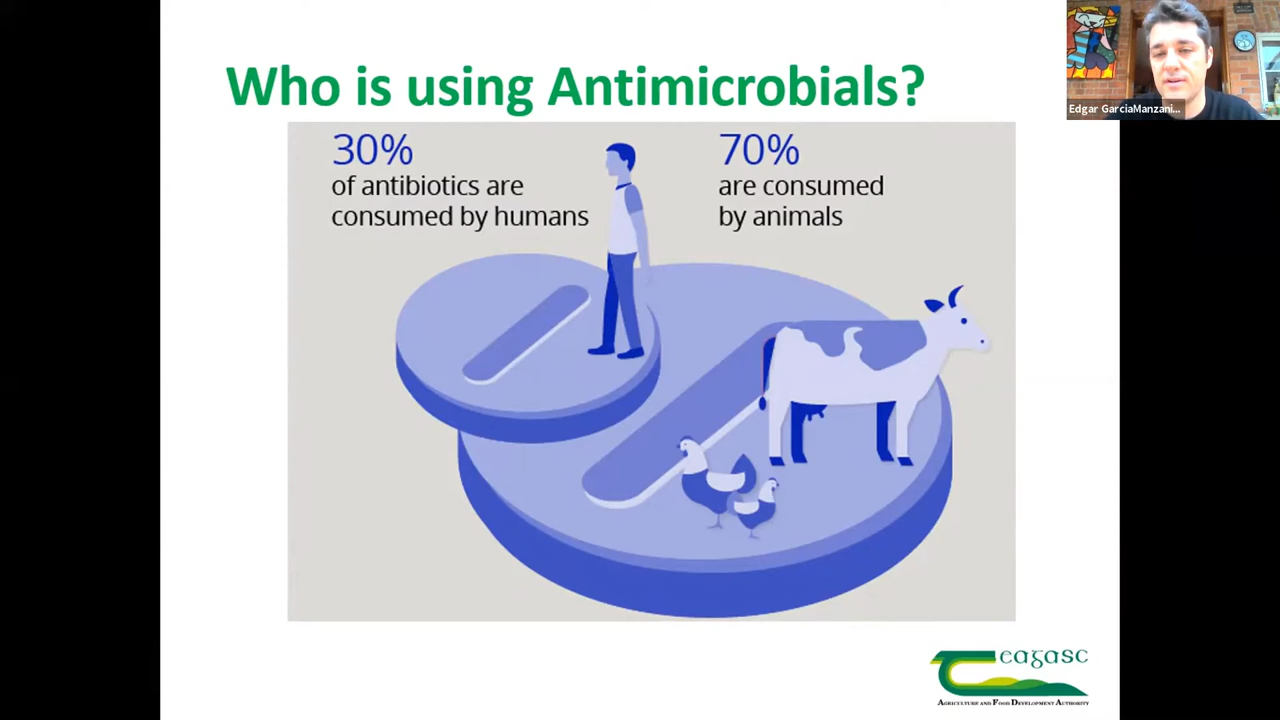 Who is using Antimicrobials?
Edgar GarciaManzani...
30%
of antibiotics are
consumed by humans
70%
are consumed
by animals
eagasc
AGRICULTURE AND FOOD DEVELOPMENT AUTHORITY